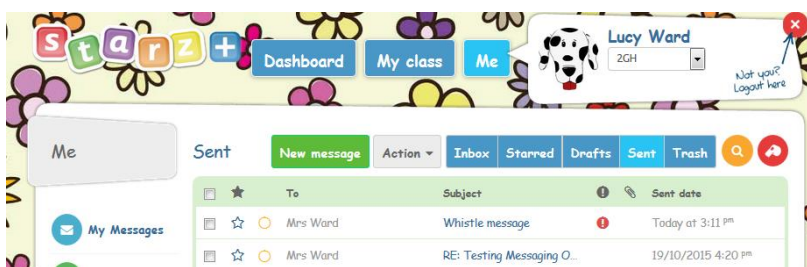 starz+
Dashboard My class Me
Lucy Ward
2GH
Not you?
Logout here
Me
Sent New message Action Inbox Starred Drafts Sent Trash
To Subject Sent date
My Messages
Mrs Ward Whistle message Today at 3:11 pm
Mrs Ward RE: Testing Messaging O... 19/10/2015 4:20 pm